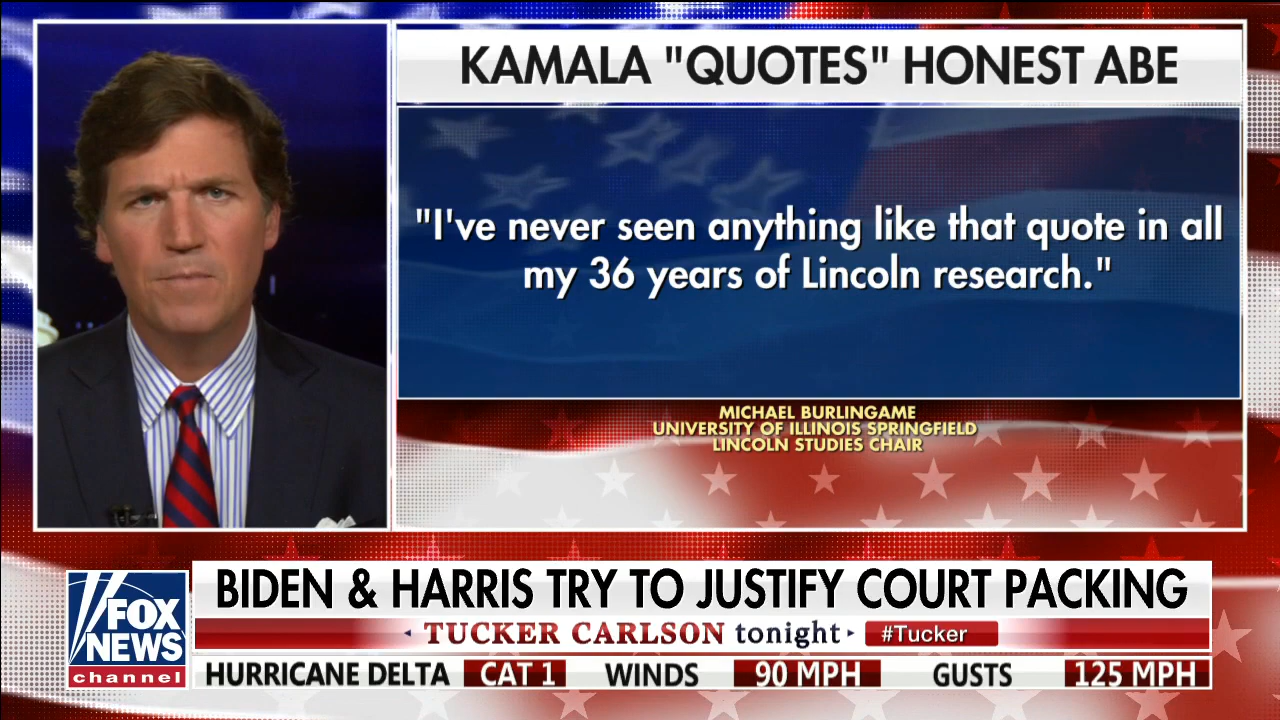 KAMALA "QUOTES" HONEST ABE
"I've never seen anything like that quote in all
my 36 years of Lincoln research."
MICHAEL BURLINGAME
UNIVERSITY OF ILLINOIS SPRINGFIELD
LINCOLN STUDIES CHAIR
BIDEN & HARRIS TRY TO JUSTIFY COURT PACKING
TUCKER CARLSON tonight #Tucker
FOX
NEWS
channel
HURRICANE DELTA CAT 1 WINDS 90 MPH GUSTS 125 MPH